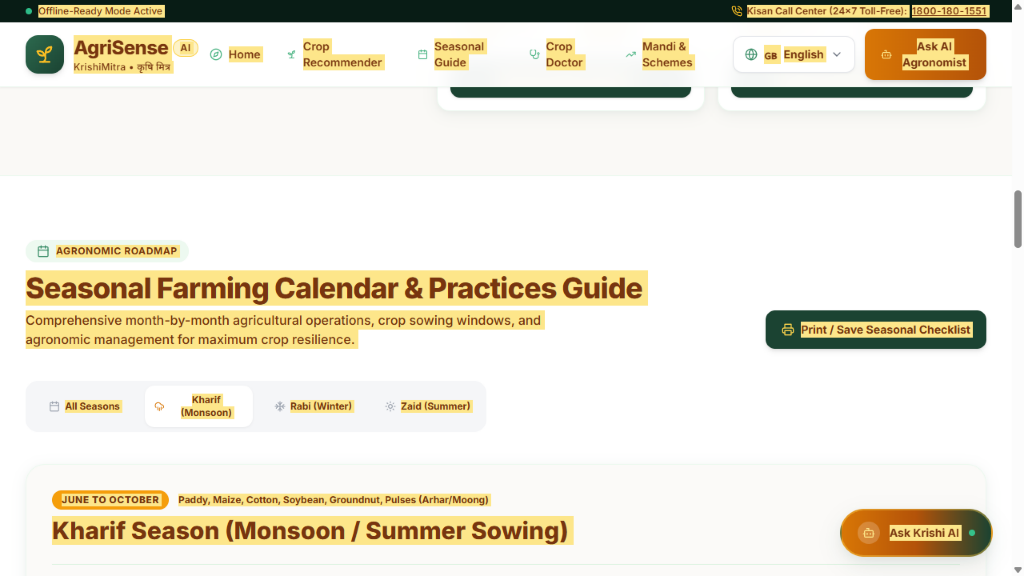 Offline-Ready Mode Active
Kisan Call Center (24×7 Toll-Free): 1800-180-1551
AgriSense AI
KrishiMitra • कृषि मित्र
Home
Crop
Recommender
Seasonal
Guide
Crop
Doctor
Mandi &
Schemes
GB English
Ask AI
Agronomist
AGRONOMIC ROADMAP
Seasonal Farming Calendar & Practices Guide
Comprehensive month-by-month agricultural operations, crop sowing windows, and
agronomic management for maximum crop resilience.
Print / Save Seasonal Checklist
All Seasons
Kharif
(Monsoon)
Rabi (Winter)
Zaid (Summer)
JUNE TO OCTOBER
Paddy, Maize, Cotton, Soybean, Groundnut, Pulses (Arhar/Moong)
Kharif Season (Monsoon / Summer Sowing)
Ask Krishi AI